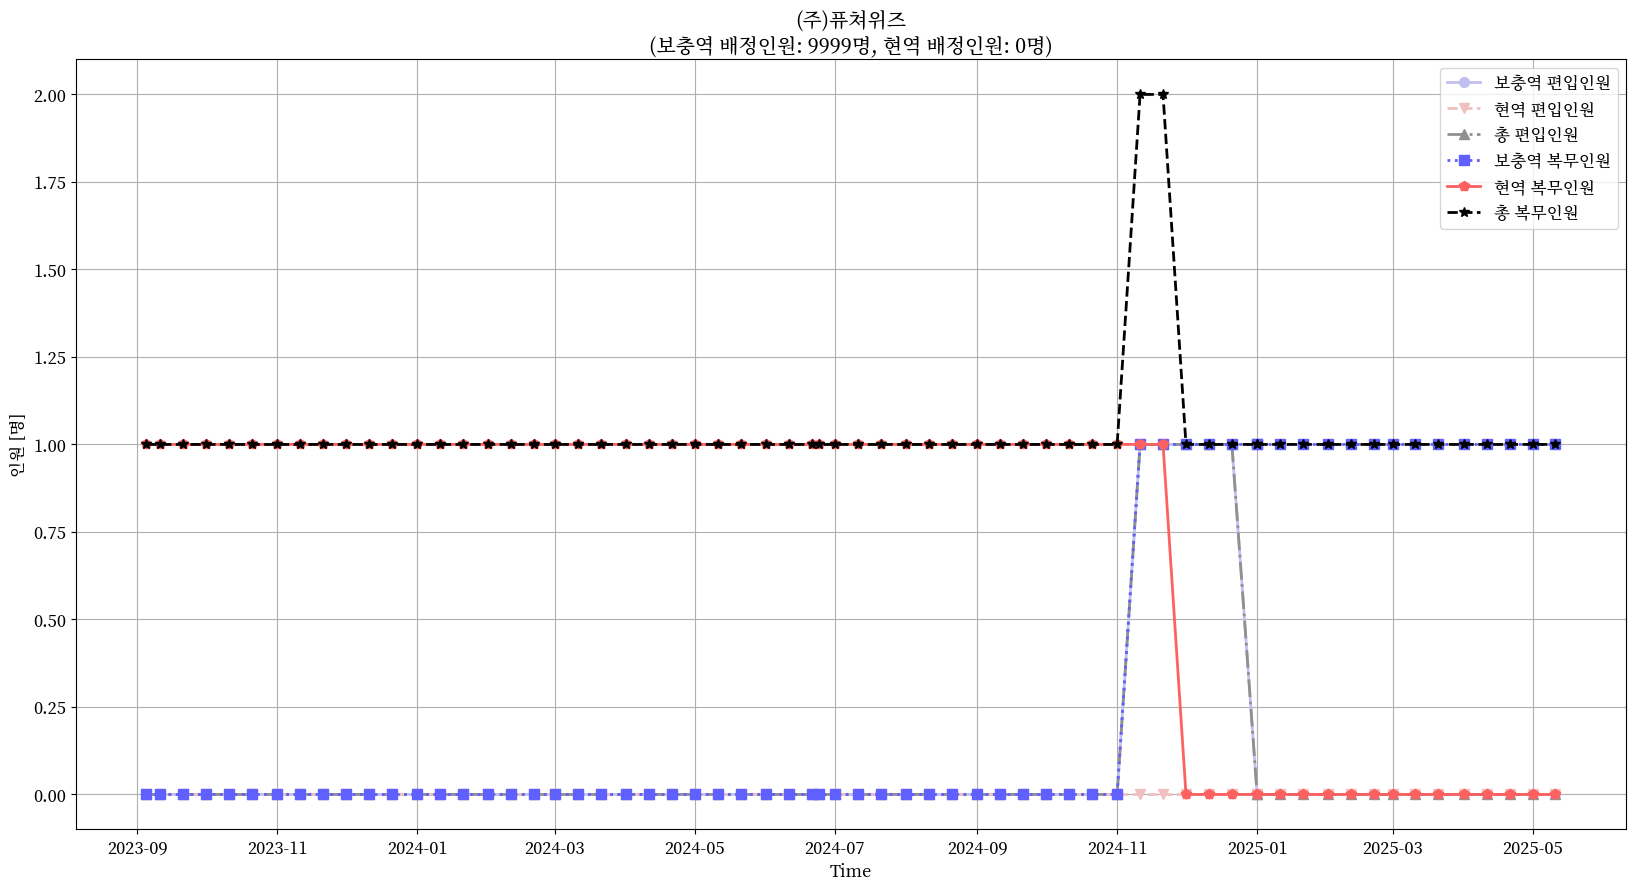 (주)퓨쳐위즈
(보충역 배정인원: 9999명, 현역 배정인원: 0명)
보충역 편입인원
현역 편입인원
총 편입인원
보충역 복무인원
현역 복무인원
총 복무인원
인원 [명]
2.00
1.75
1.50
1.25
1.00
0.75
0.50
0.25
0.00
2023-09 2023-11 2024-01 2024-03 2024-05 2024-07 2024-09 2024-11 2025-01 2025-03 2025-05
Time